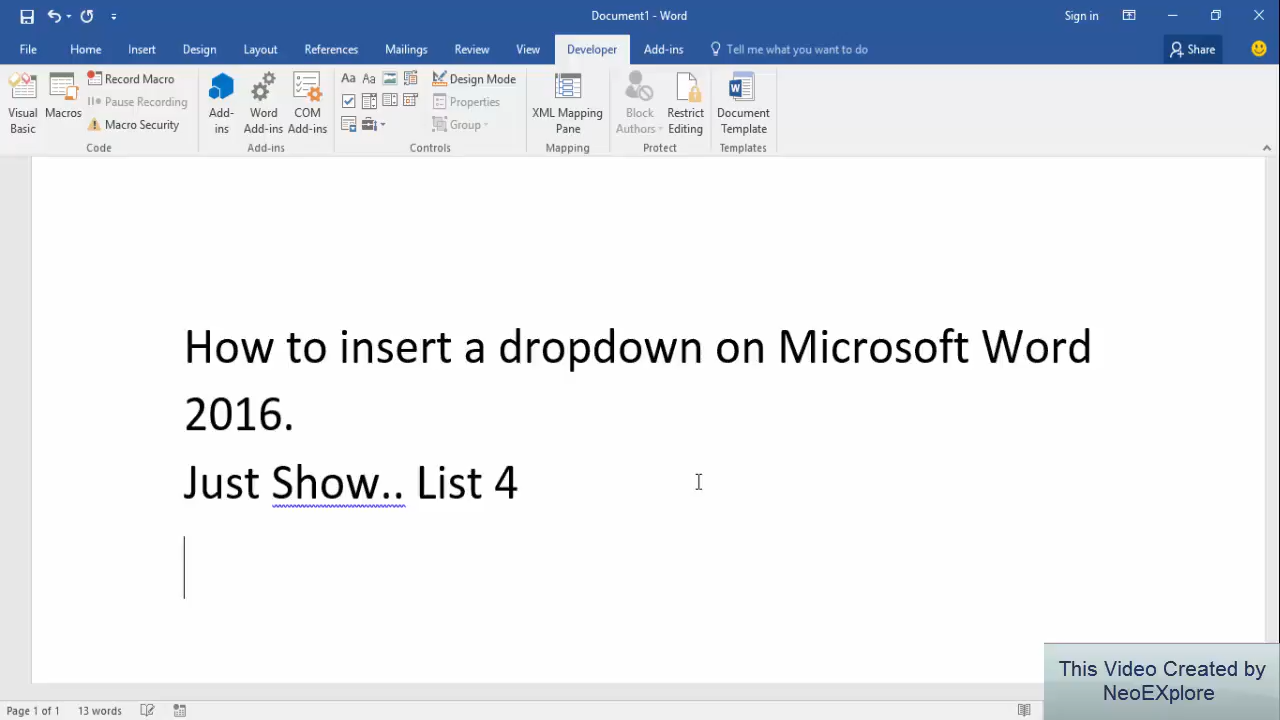 Document1 - Word
Sign in
File Home Insert Design Layout References Mailings Review View Developer Add-ins Tell me what you want to do Share
Visual Basic
Macros
Record Macro
Pause Recording
Macro Security
Code
Add-ins
Word Add-ins
COM Add-ins
Add-ins
Aa Aa
Design Mode
Properties
Group
Controls
XML Mapping Pane
Mapping
Block Authors
Restrict Editing
Protect
Document Template
Templates
How to insert a dropdown on Microsoft Word
2016.
Just Show.. List 4
This Video Created by
NeoEXplore
Page 1 of 1 13 words